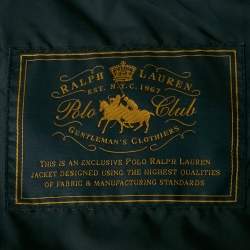 RALPH LAUREN
EST. N.Y.C. 1967
Polo Club
GENTLEMAN'S CLOTHIERS
THIS IS AN EXCLUSIVE POLO RALPH LAUREN
JACKET DESIGNED USING THE HIGHEST QUALITIES
OF FABRIC & MANUFACTURING STANDARDS